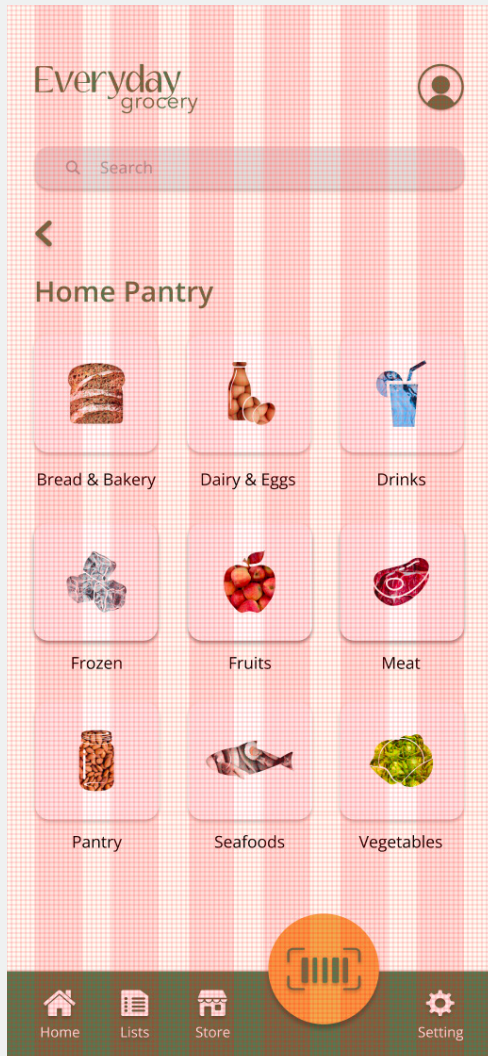 Everyday
grocery
Search
Home Pantry
Bread & Bakery
Dairy & Eggs
Drinks
Frozen
Fruits
Meat
Pantry
Seafoods
Vegetables
Home
Lists
Store
Setting